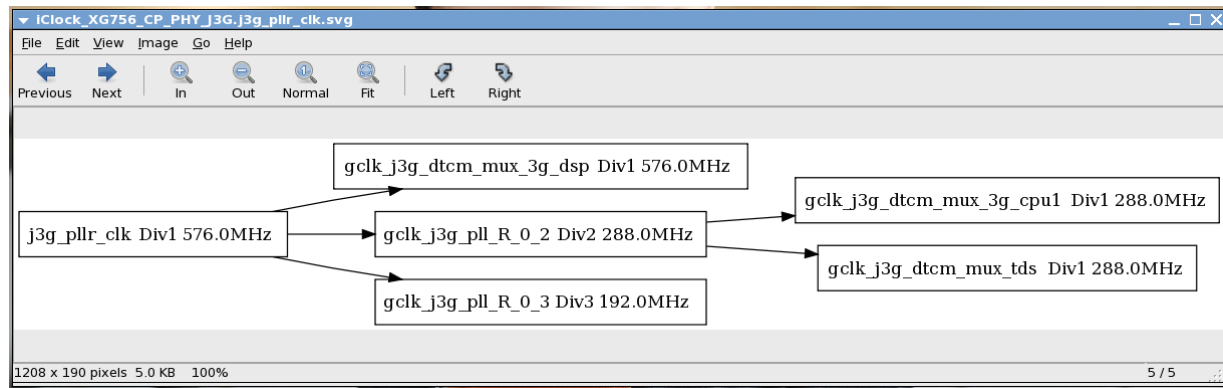 iClock_XG756_CP_PHY_J3G.j3g_pllr_clk.svg
File Edit View Image Go Help
Previous Next In Out Normal Fit Left Right
gclk_j3g_dtcm_mux_3g_dsp Div1 576.0MHz
gclk_j3g_dtcm_mux_3g_cpu1 Div1 288.0MHz
j3g_pllr_clk Div1 576.0MHz
gclk_j3g_pll_R_0_2 Div2 288.0MHz
gclk_j3g_dtcm_mux_tds Div1 288.0MHz
gclk_j3g_pll_R_0_3 Div3 192.0MHz
1208 x 190 pixels 5.0 KB 100% 5 / 5